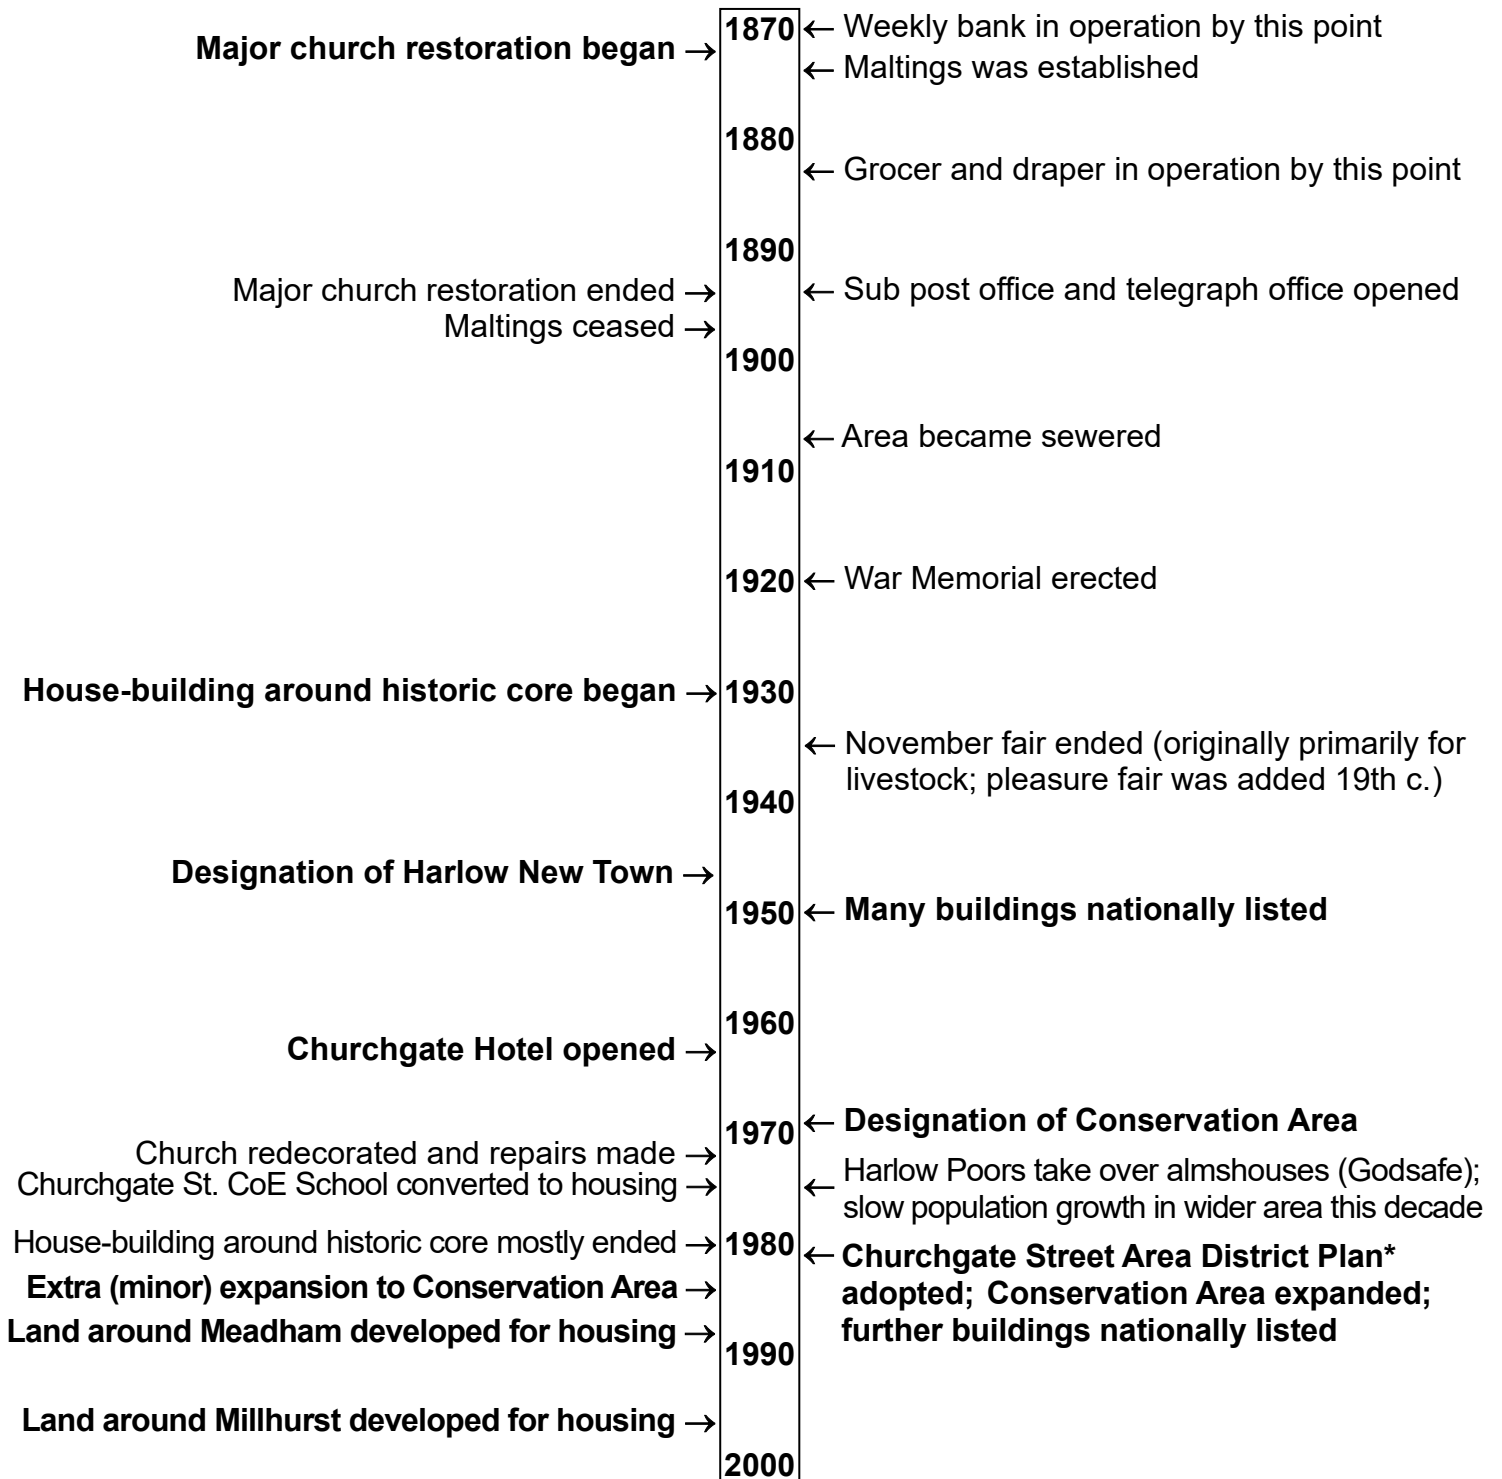 1870
← Weekly bank in operation by this point
Major church restoration began →
← Maltings was established
1880
← Grocer and draper in operation by this point
1890
Major church restoration ended →
← Sub post office and telegraph office opened
Maltings ceased →
1900
← Area became sewered
1910
1920
← War Memorial erected
House-building around historic core began →
1930
← November fair ended (originally primarily for
livestock; pleasure fair was added 19th c.)
1940
Designation of Harlow New Town →
1950
← Many buildings nationally listed
1960
Churchgate Hotel opened →
← Designation of Conservation Area
1970
Church redecorated and repairs made →
Churchgate St. CoE School converted to housing →
← Harlow Poors take over almshouses (Godsafe);
slow population growth in wider area this decade
House-building around historic core mostly ended →
1980
← Churchgate Street Area District Plan*
adopted; Conservation Area expanded;
further buildings nationally listed
Extra (minor) expansion to Conservation Area →
Land around Meadham developed for housing →
1990
Land around Millhurst developed for housing →
2000